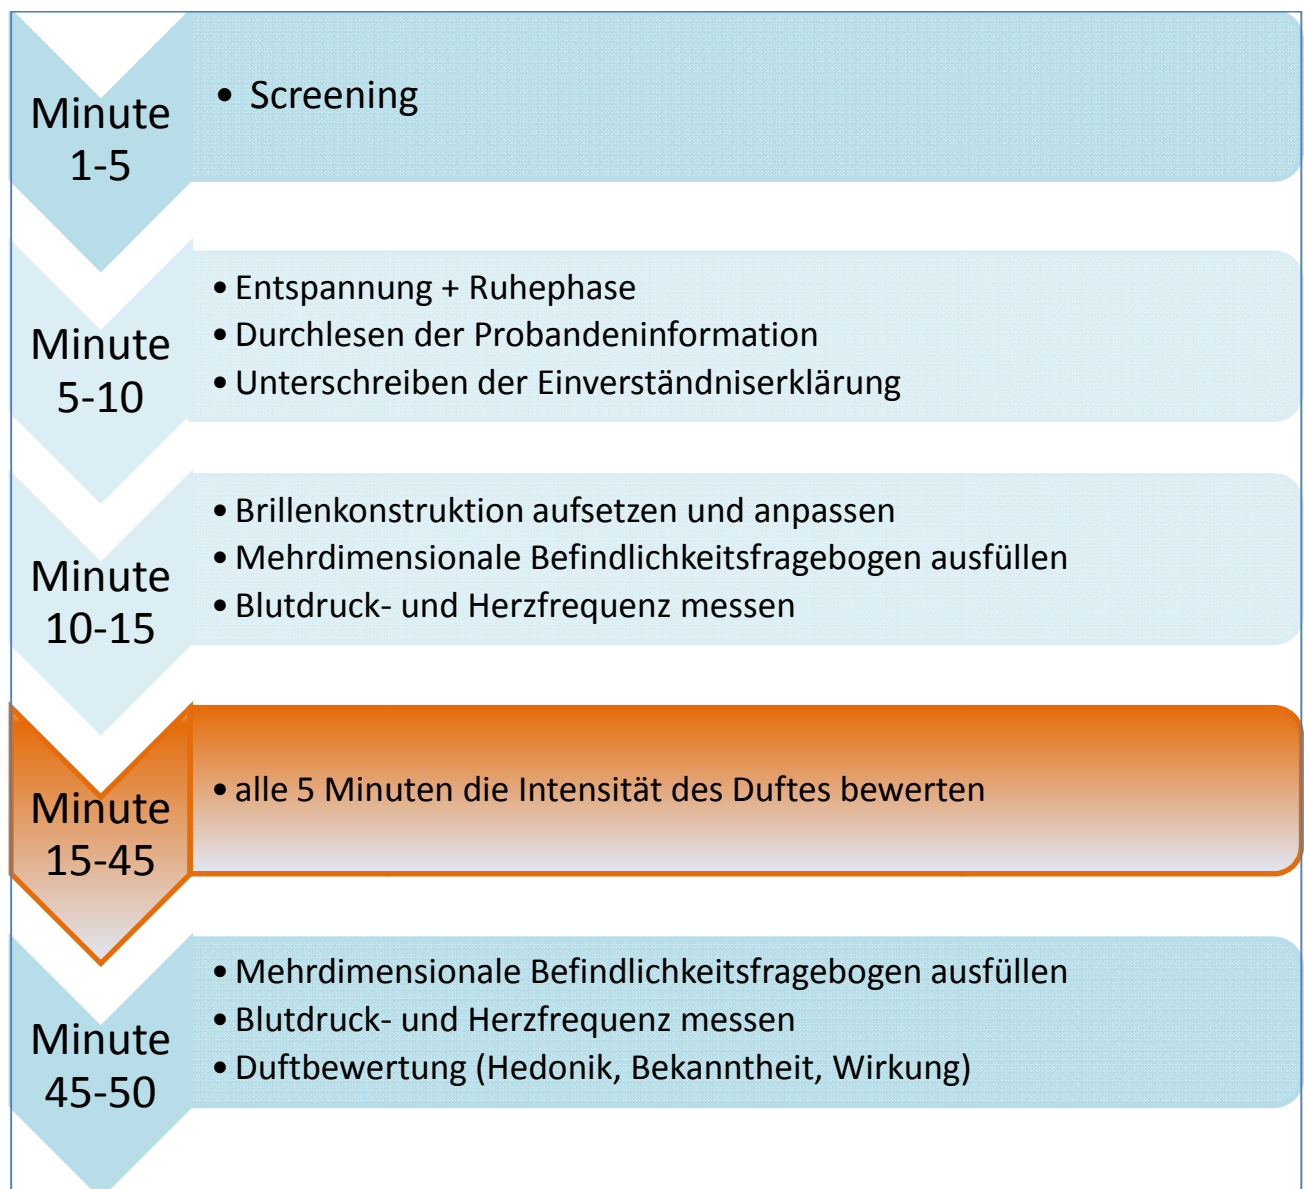 Minute
1-5
• Screening
Minute
5-10
• Entspannung + Ruhephase
• Durchlesen der Probandeninformation
• Unterschreiben der Einverständniserklärung
Minute
10-15
• Brillenkonstruktion aufsetzen und anpassen
• Mehrdimensionale Befindlichkeitsfragebogen ausfüllen
• Blutdruck- und Herzfrequenz messen
Minute
15-45
• alle 5 Minuten die Intensität des Duftes bewerten
Minute
45-50
• Mehrdimensionale Befindlichkeitsfragebogen ausfüllen
• Blutdruck- und Herzfrequenz messen
• Duftbewertung (Hedonik, Bekanntheit, Wirkung)